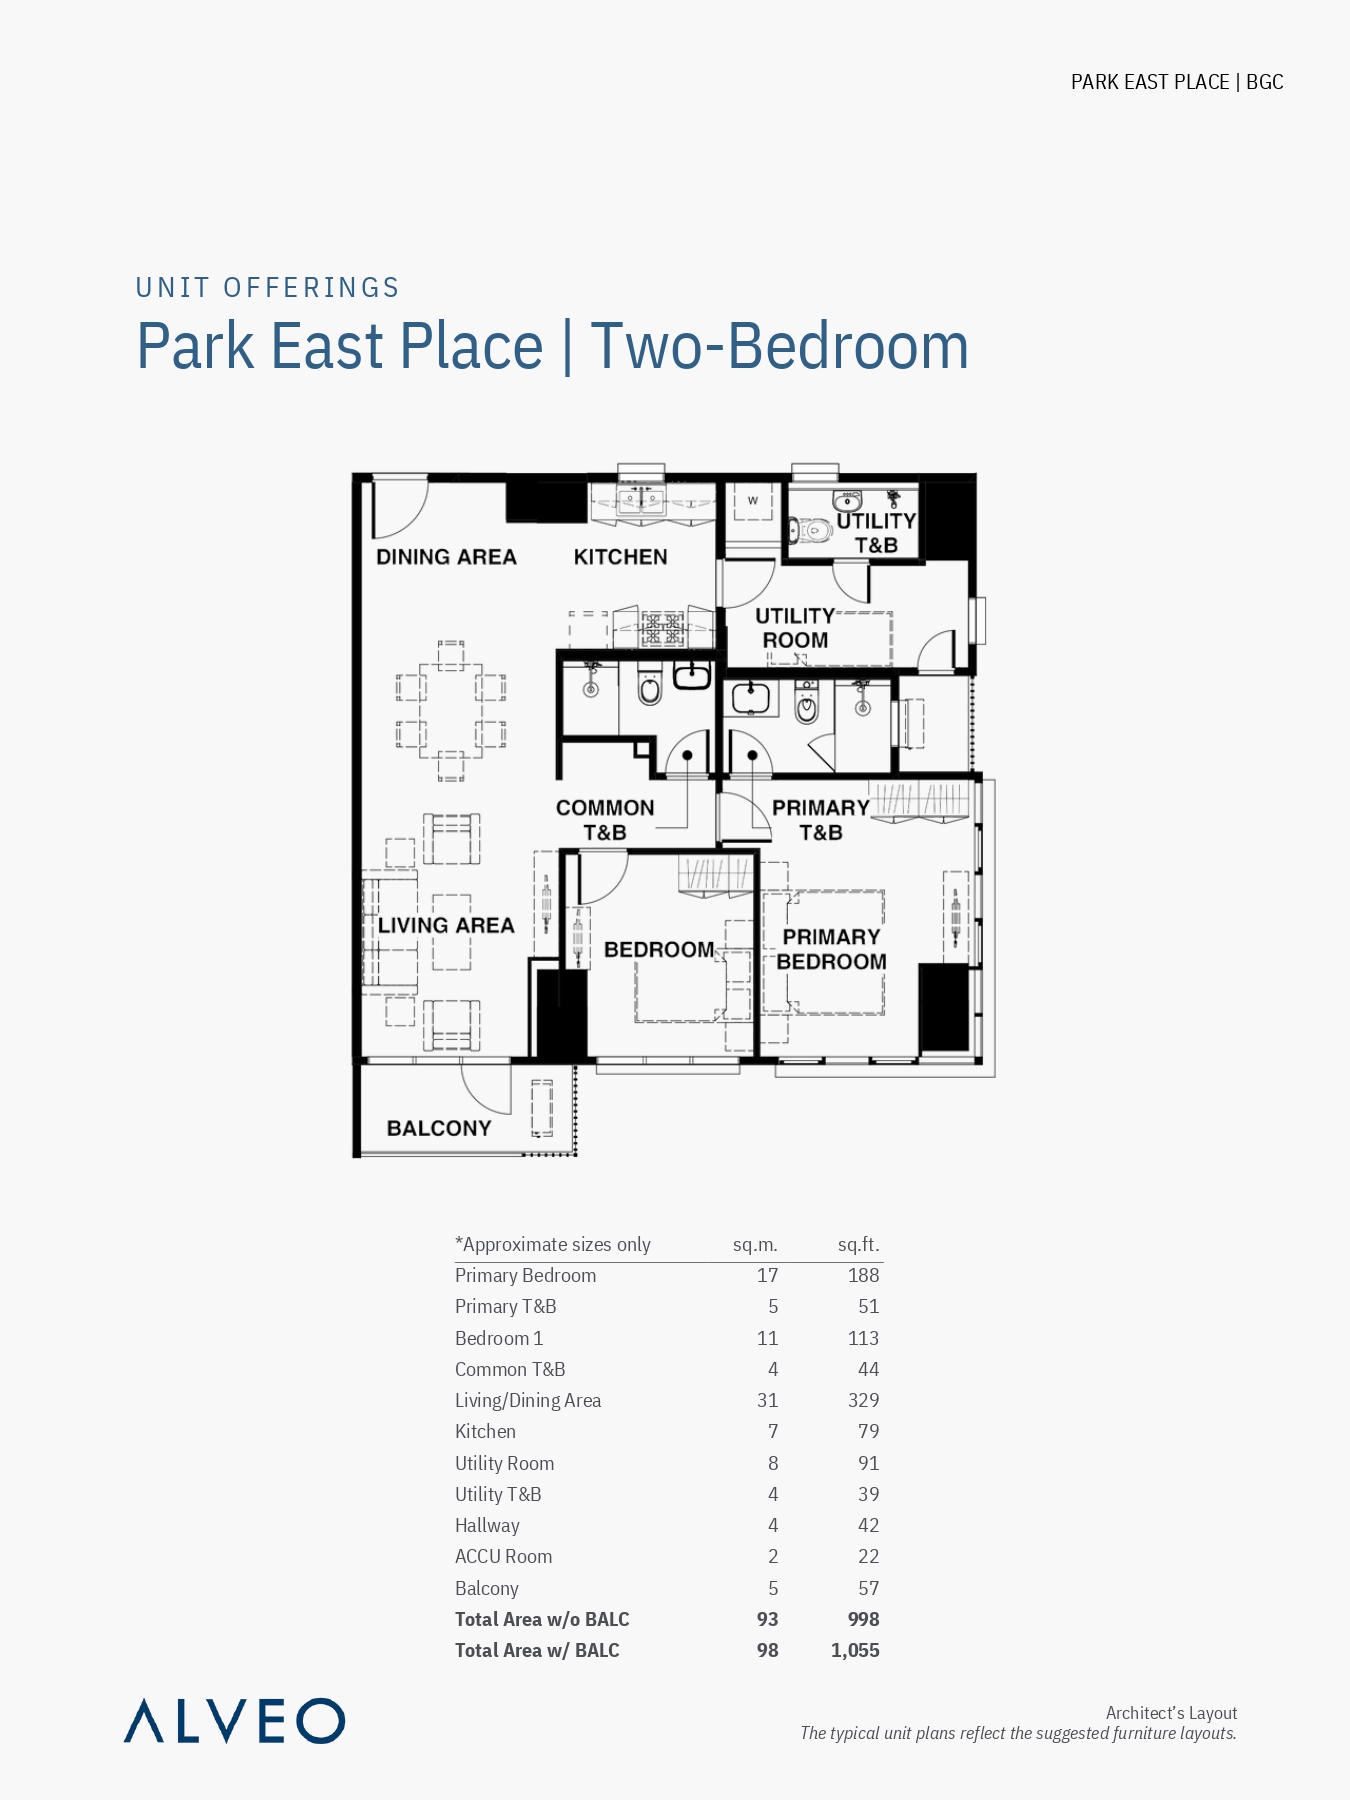 PARK EAST PLACE | BGC
UNIT OFFERINGS
Park East Place | Two-Bedroom
W
UTILITY
T&B
DINING AREA
KITCHEN
UTILITY
ROOM
COMMON
T&B
PRIMARY
T&B
LIVING AREA
BEDROOM
PRIMARY
BEDROOM
BALCONY
*Approximate sizes only sq.m. sq.ft.
Primary Bedroom 17 188
Primary T&B 5 51
Bedroom 1 11 113
Common T&B 4 44
Living/Dining Area 31 329
Kitchen 7 79
Utility Room 8 91
Utility T&B 4 39
Hallway 4 42
ACCU Room 2 22
Balcony 5 57
Total Area w/o BALC 93 998
Total Area w/ BALC 98 1,055
ALVEO
Architect’s Layout
The typical unit plans reflect the suggested furniture layouts.